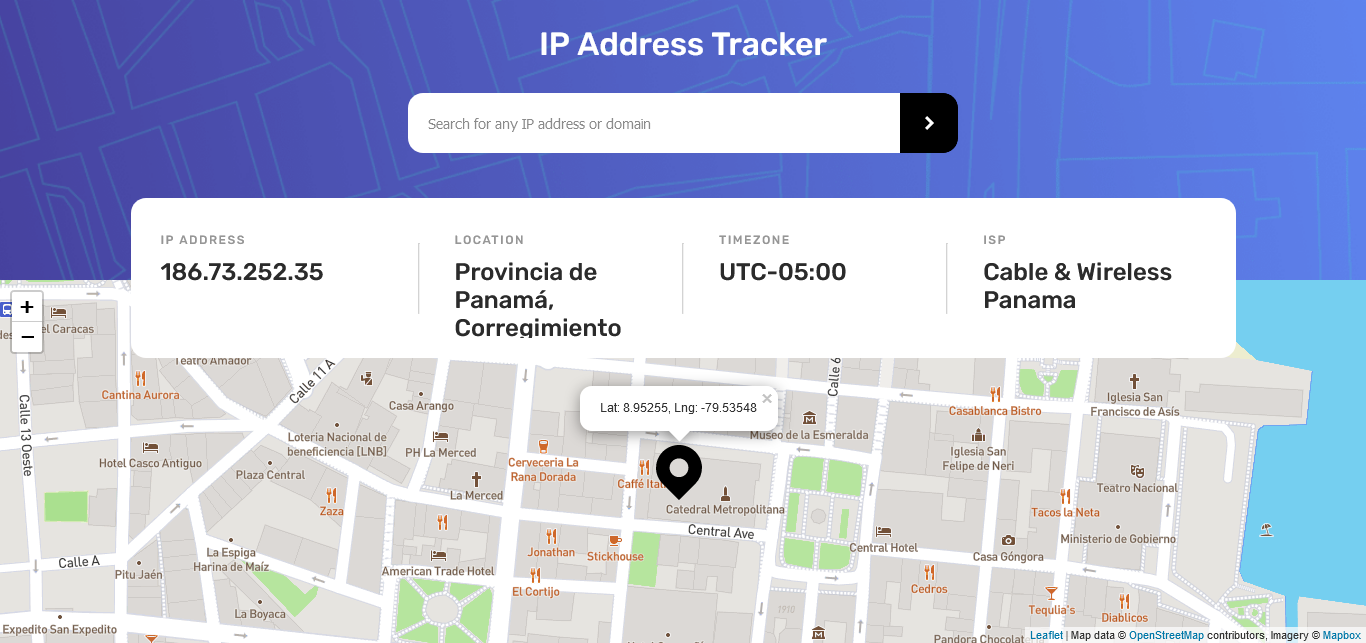 IP Address Tracker
Search for any IP address or domain
IP ADDRESS
186.73.252.35
LOCATION
Provincia de
Panamá,
Corregimiento
TIMEZONE
UTC-05:00
ISP
Cable & Wireless
Panama
+
−
Lat: 8.95255, Lng: -79.53548
×
el Caracas
Teatro Amador
Calle 11 A
Calle 6
Cantina Aurora
Casa Arango
Casablanca Bistro
Iglesia San
Francisco de Asís
Calle 13 Oeste
Loteria Nacional de
beneficiencia [LNB]
PH La Merced
Museo de la Esmeralda
Hotel Casco Antiguo
Plaza Central
Cerveceria La
Rana Dorada
Iglesia San
Felipe de Neri
La Merced
Caffé Ital
Teatro Nacional
Zaza
Catedral Metropolitana
Tacos la Neta
Central Ave
Ministerio de Gobierno
La Espiga
Harina de Maíz
Jonathan
Stickhouse
Central Hotel
Casa Góngora
Calle A
Pitu Jaén
American Trade Hotel
El Cortijo
Cedros
La Boyaca
1910
Tequlia's
Diablicos
Expedito San Expedito
Pandora Chocolat
Leaflet | Map data © OpenStreetMap contributors, Imagery © Mapbox